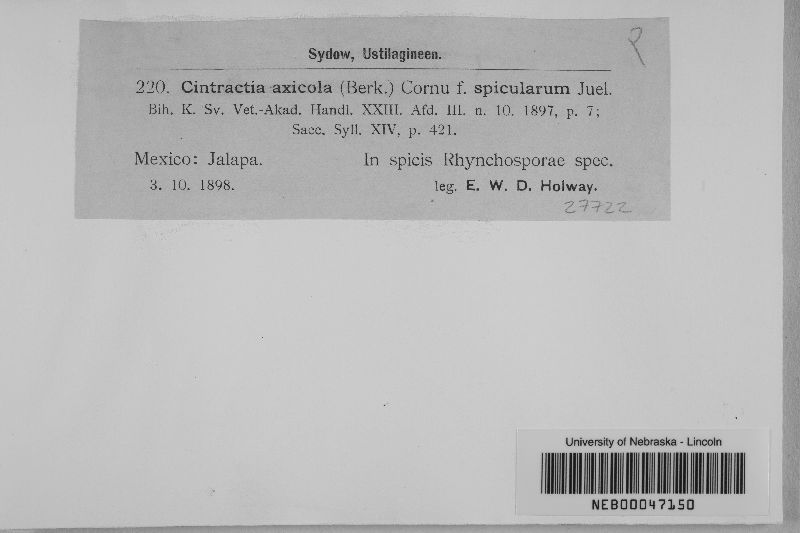 Sydow, Ustilagineen.
220. Cintractia axicola (Berk.) Cornu f. spicularum Juel.
Bih. K. Sv. Vet.-Akad. Handl. XXIII. Afd. III. n. 10. 1897, p. 7;
Sacc. Syll. XIV, p. 421.
Mexico: Jalapa. In spicis Rhynchosporae spec.
3. 10. 1898. leg. E. W. D. Holway.
27722
University of Nebraska - Lincoln
NEB00047150